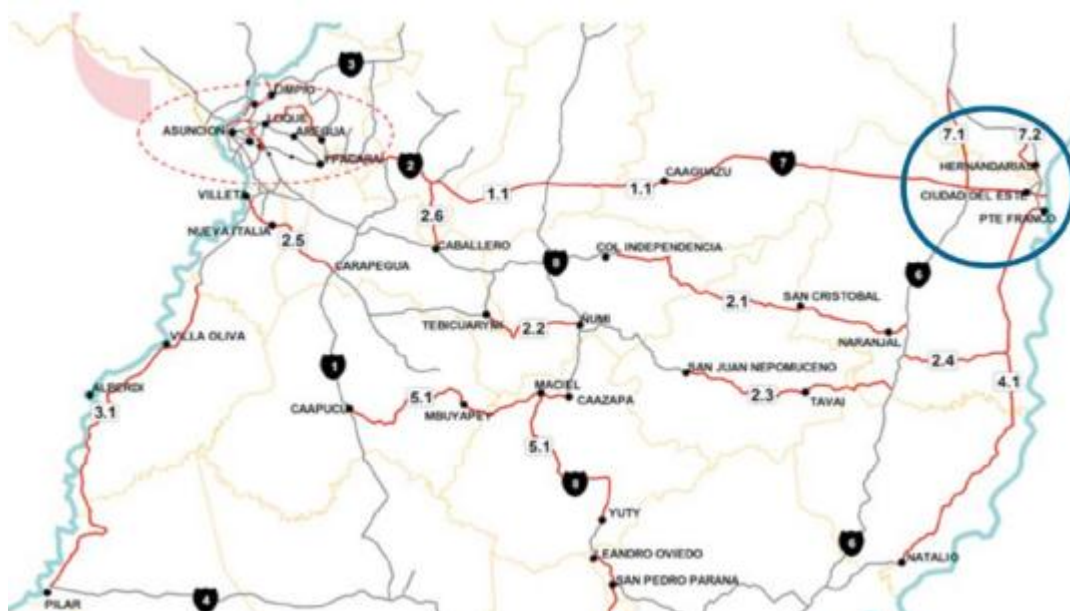 3
LIMPIO
LUQUE
ASUNCION
AREGUA
YPACARAI
7.1
7.2
HERNANDARIAS
2
7
CAAGUAZU
1.1
1.1
CIUDAD DEL ESTE
PTE FRANCO
VILLETA
2.6
NUEVA ITALIA
2.5
CABALLERO
COL INDEPENDENCIA
CARAPEGUA
8
6
2.1
SAN CRISTOBAL
TEBICUARYMI
2.2
ÑUMI
NARANJAL
VILLA OLIVA
2.4
1
SAN JUAN NEPOMUCENO
4.1
ALBERDI
5.1
MACIEL
2.3
TAVAI
CAAPUCU
MBUYAPEY
CAAZAPA
3.1
5.1
8
YUTY
6
LEANDRO OVIEDO
NATALIO
SAN PEDRO PARANA
PILAR
4